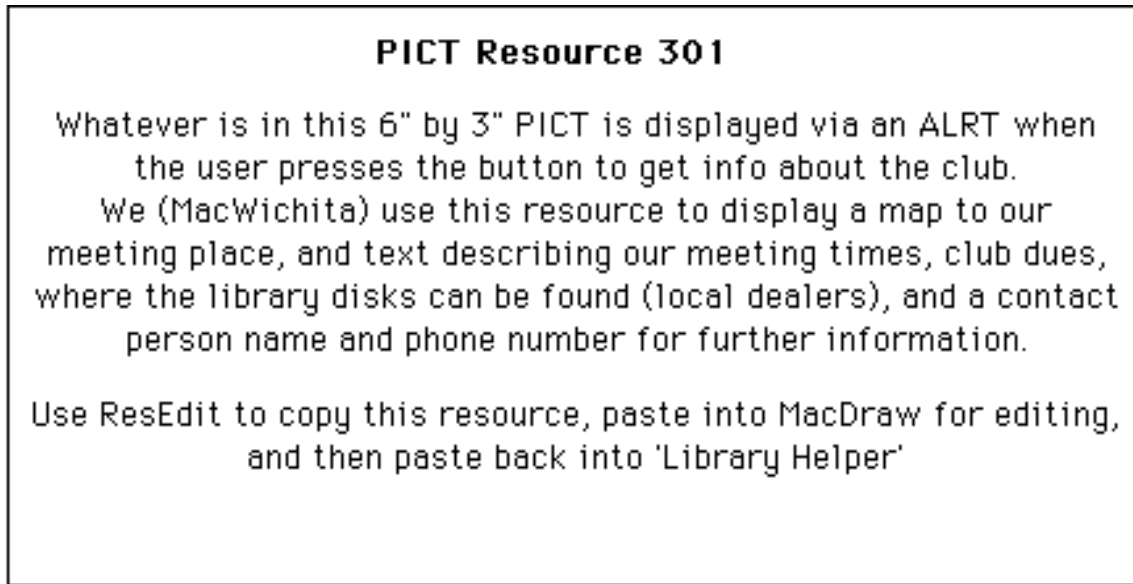 PICT Resource 301
Whatever is in this 6" by 3" PICT is displayed via an ALRT when
the user presses the button to get info about the club.
We (MacWichita) use this resource to display a map to our
meeting place, and text describing our meeting times, club dues,
where the library disks can be found (local dealers), and a contact
person name and phone number for further information.
Use ResEdit to copy this resource, paste into MacDraw for editing,
and then paste back into 'Library Helper'